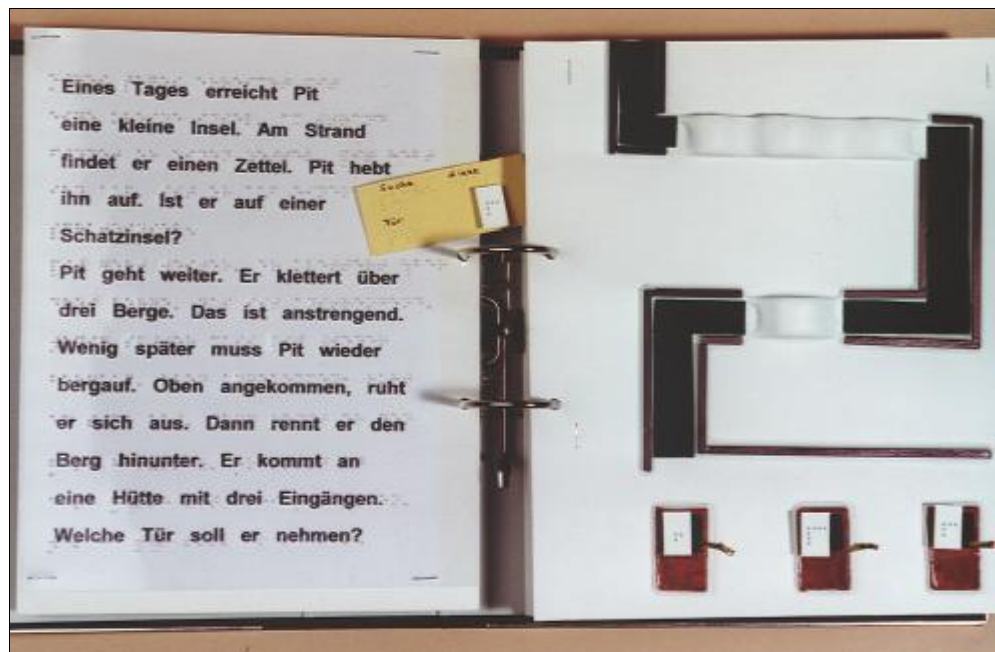 Eines Tages erreicht Pit
eine kleine Insel. Am Strand
findet er einen Zettel. Pit hebt
ihn auf. Ist er auf einer
Schatzinsel?
Pit geht weiter. Er klettert über
drei Berge. Das ist anstrengend.
Wenig später muss Pit wieder
bergauf. Oben angekommen, ruht
er sich aus. Dann rennt er den
Berg hinunter. Er kommt an
eine Hütte mit drei Eingängen.
Welche Tür soll er nehmen?
Suche diese
Tür